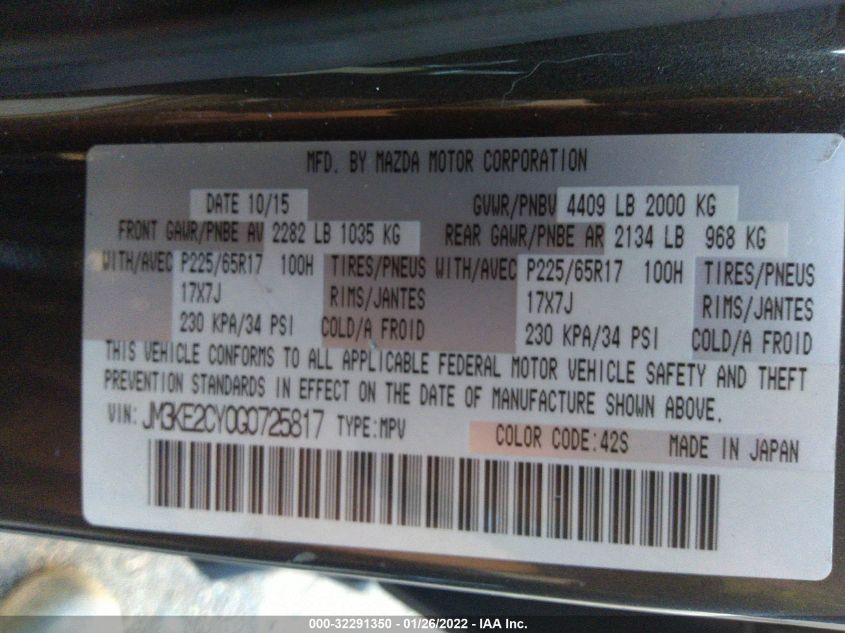 MFD. BY MAZDA MOTOR CORPORATION
DATE 10/15 GVWR/PNBV 4409 LB 2000 KG
FRONT GAWR/PNBE AV 2282 LB 1035 KG REAR GAWR/PNBE AR 2134 LB 968 KG
WITH/AVEC P225/65R17 100H TIRES/PNEUS WITH/AVEC P225/65R17 100H TIRES/PNEUS
17X7J RIMS/JANTES 17X7J RIMS/JANTES
230 KPA/34 PSI COLD/A FROID 230 KPA/34 PSI COLD/A FROID
THIS VEHICLE CONFORMS TO ALL APPLICABLE FEDERAL MOTOR VEHICLE SAFETY AND THEFT
PREVENTION STANDARDS IN EFFECT ON THE DATE OF MANUFACTURE SHOWN ABOVE.
VIN: JM3KE2CY0G0725817 TYPE:MPV COLOR CODE:42S MADE IN JAPAN
000-32291350 - 01/26/2022 - IAA Inc.